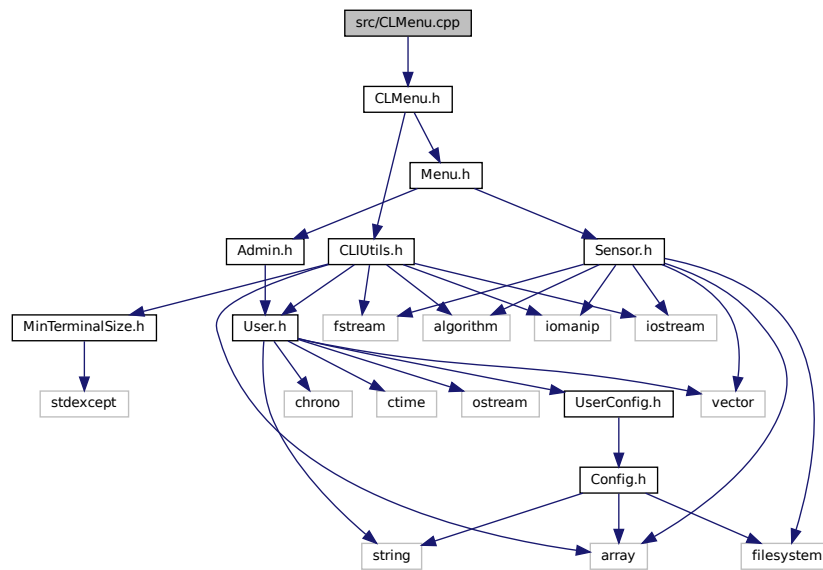 src/CLMenu.cpp
CLMenu.h
Menu.h
Admin.h
CLIUtils.h
Sensor.h
MinTerminalSize.h
User.h
fstream
algorithm
iomanip
iostream
stdexcept
chrono
ctime
ostream
UserConfig.h
vector
Config.h
string
array
filesystem